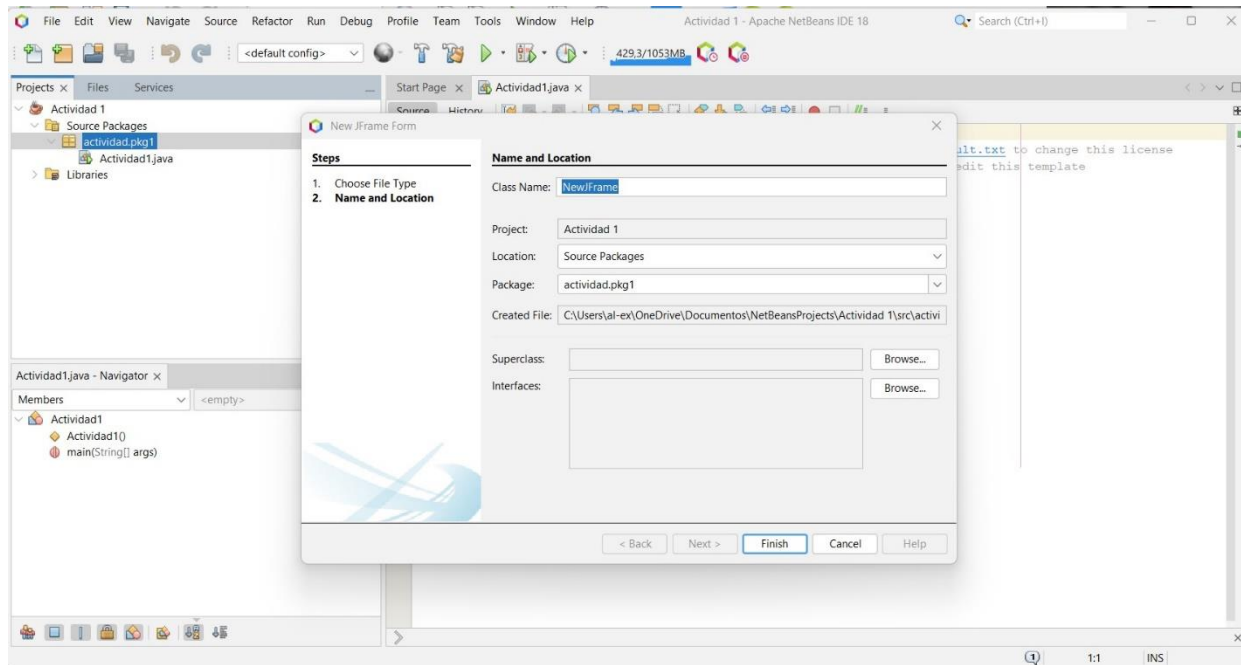 File Edit View Navigate Source Refactor Run Debug Profile Team Tools Window Help Actividad 1 - Apache NetBeans IDE 18 Search (Ctrl+I)
<default config> 429,3/1053MB
Projects Files Services Start Page Actividad1.java
Source History
Actividad 1
Source Packages
actividad.pkg1
Actividad1.java
Libraries
New JFrame Form
Steps
1. Choose File Type
2. Name and Location
Name and Location
Class Name: NewJFrame
Project: Actividad 1
Location: Source Packages
Package: actividad.pkg1
Created File: C:\Users\al-ex\OneDrive\Documentos\NetBeansProjects\Actividad 1\src\activi
Superclass: Browse...
Interfaces: Browse...
< Back Next > Finish Cancel Help
ult.txt to change this license
edit this template
Actividad1.java - Navigator
Members <empty>
Actividad1
Actividad1()
main(String[] args)
1 1:1 INS